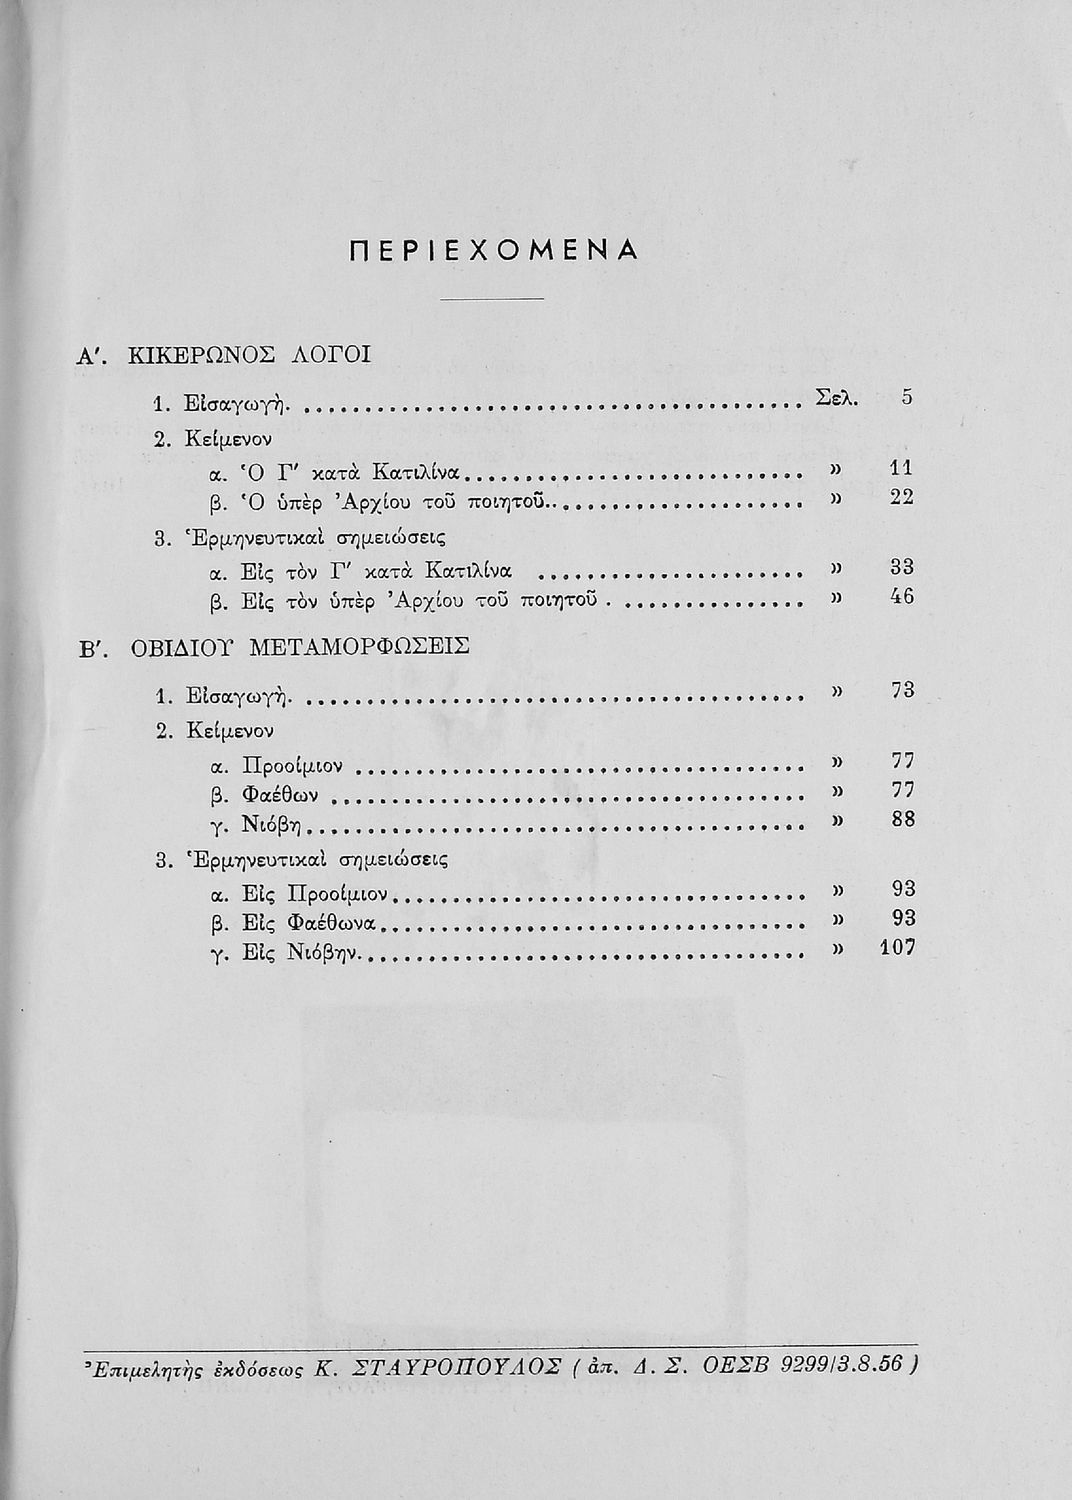 ΠΕΡΙΕΧΟΜΕΝΑ
Α'. ΚΙΚΕΡΩΝΟΣ ΛΟΓΟΙ
1. Εἰσαγωγὴ. ............................................ Σελ. 5
2. Κείμενον
α. Ὁ Γ' κατὰ Κατιλίνα............................. » 11
β. Ὁ ὑπὲρ Ἀρχίου τοῦ ποιητοῦ....................... » 22
3. Ἑρμηνευτικαὶ σημειώσεις
α. Εἰς τὸν Γ' κατὰ Κατιλίνα ....................... » 33
β. Εἰς τὸν ὑπὲρ Ἀρχίου τοῦ ποιητοῦ . ................ » 46
Β'. ΟΒΙΔΙΟΥ ΜΕΤΑΜΟΡΦΩΣΕΙΣ
1. Εἰσαγωγὴ. ............................................ » 73
2. Κείμενον
α. Προοίμιον ....................................... » 77
β. Φαέθων ......................................... » 77
γ. Νιόβη........................................... » 88
3. Ἑρμηνευτικαὶ σημειώσεις
α. Εἰς Προοίμιον.................................... » 93
β. Εἰς Φαέθωνα..................................... » 93
γ. Εἰς Νιόβην....................................... » 107
Ἐπιμελητὴς ἐκδόσεως Κ. ΣΤΑΥΡΟΠΟΥΛΟΣ ( ἀπ. Δ. Σ. ΟΕΣΒ 9299/3.8.56 )